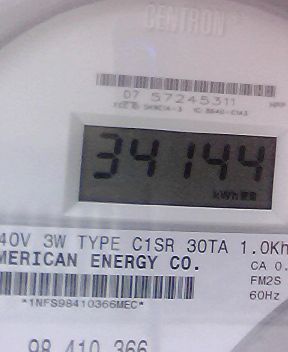 CENTRON
07 57245311
34144
kWh
40V 3W TYPE C1SR 30TA 1.0Kh
MERICAN ENERGY CO.
CA 0.
FM2S
60Hz
*1NFS98410366MEC*
98 410 366